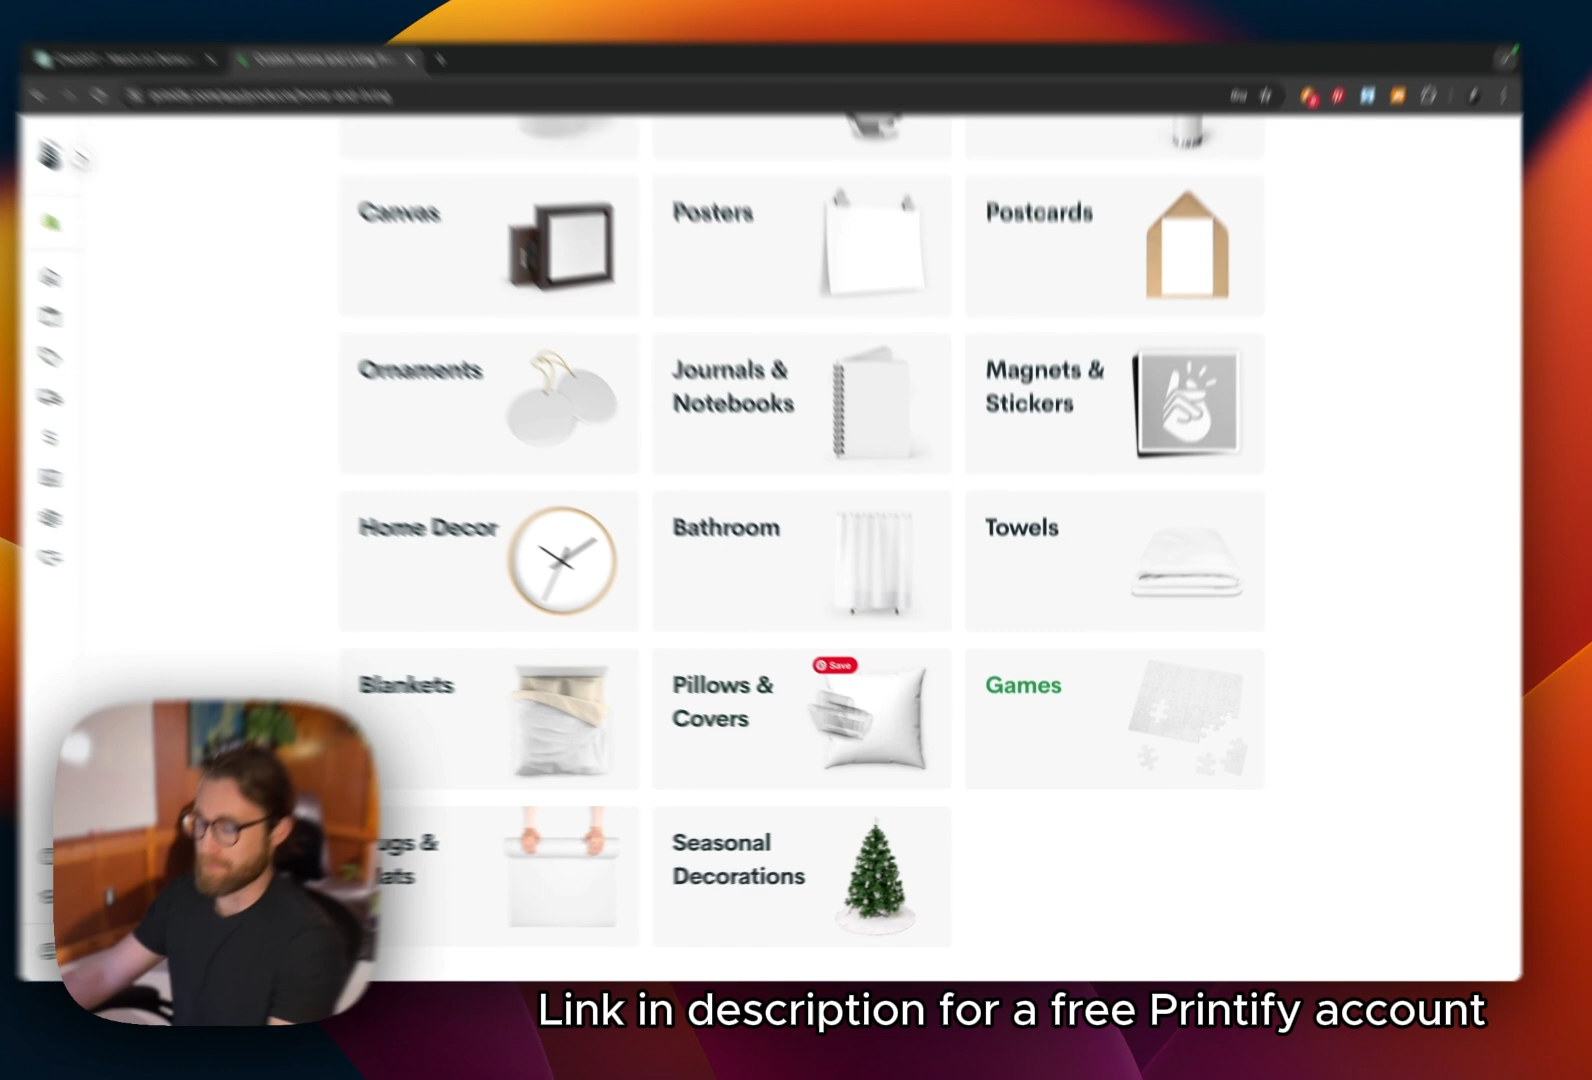 Canvas
Posters
Postcards
Ornaments
Journals &
Notebooks
Magnets &
Stickers
Home Decor
Bathroom
Towels
Blankets
Pillows &
Covers
Save
Games
Seasonal
Decorations
Link in description for a free Printify account